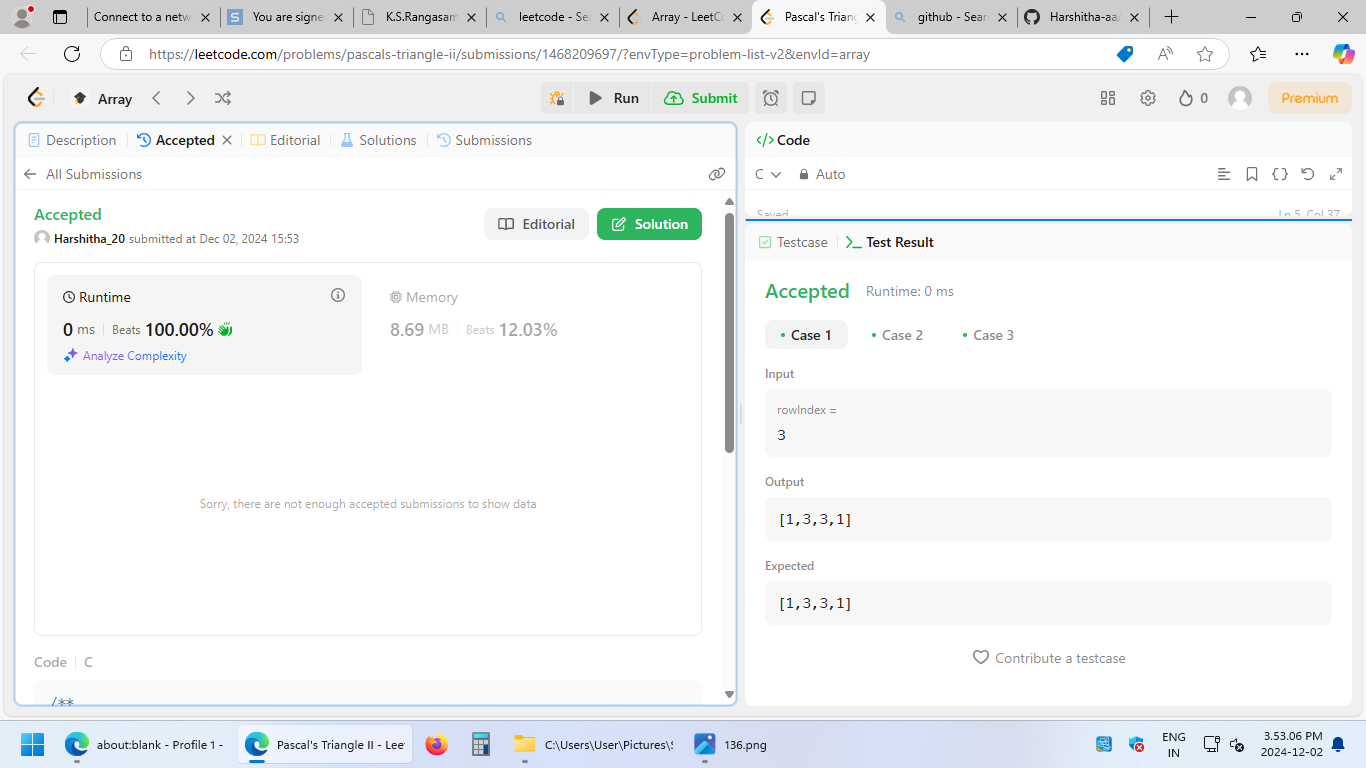 Connect to a netw
You are signe
K.S.Rangasam
leetcode - Sea
Array - LeetCo
Pascal's Triang
github - Searc
Harshitha-aa/
https://leetcode.com/problems/pascals-triangle-ii/submissions/1468209697/?envType=problem-list-v2&envId=array
Array
Run
Submit
0
Premium
Description
Accepted
Editorial
Solutions
Submissions
All Submissions
Accepted
Harshitha_20 submitted at Dec 02, 2024 15:53
Editorial
Solution
Runtime
0 ms
Beats 100.00%
Analyze Complexity
Memory
8.69 MB
Beats 12.03%
Sorry, there are not enough accepted submissions to show data
Code
C
/**
Code
C
Auto
Saved
Ln 5, Col 37
Testcase
Test Result
Accepted
Runtime: 0 ms
Case 1
Case 2
Case 3
Input
rowIndex =
3
Output
[1,3,3,1]
Expected
[1,3,3,1]
Contribute a testcase
about:blank - Profile 1 -
Pascal's Triangle II - Lee
C:\Users\User\Pictures\S
136.png
ENG
IN
3.53.06 PM
2024-12-02